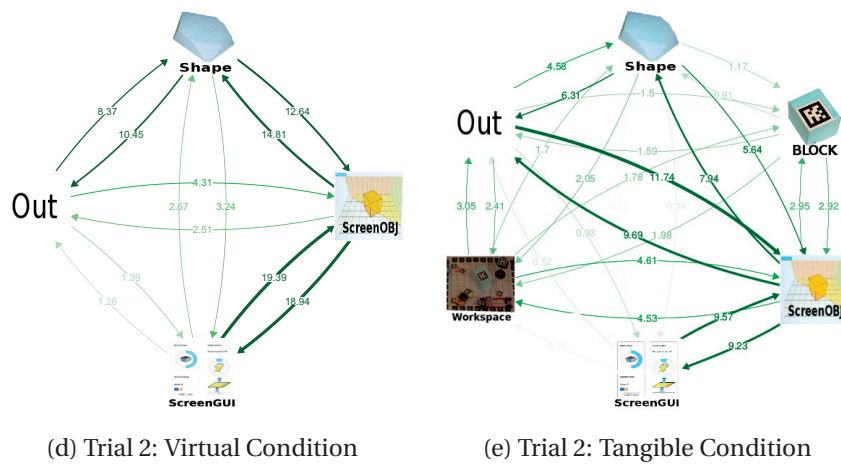 Shape
8.37
12.64
10.45
14.81
Out
4.31
2.67
3.24
2.51
ScreenOBJ
1.39
1.26
19.39
18.94
ScreenGUI
(d) Trial 2: Virtual Condition
Shape
4.58
1.17
6.31
1.5
0.91
Out
BLOCK
1.7
1.59
5.64
2.05
1.78
11.74
7.94
3.05
2.41
2.95
2.92
0.93
9.69
1.98
ScreenOBJ
4.61
Workspace
4.53
9.57
9.23
ScreenGUI
(e) Trial 2: Tangible Condition